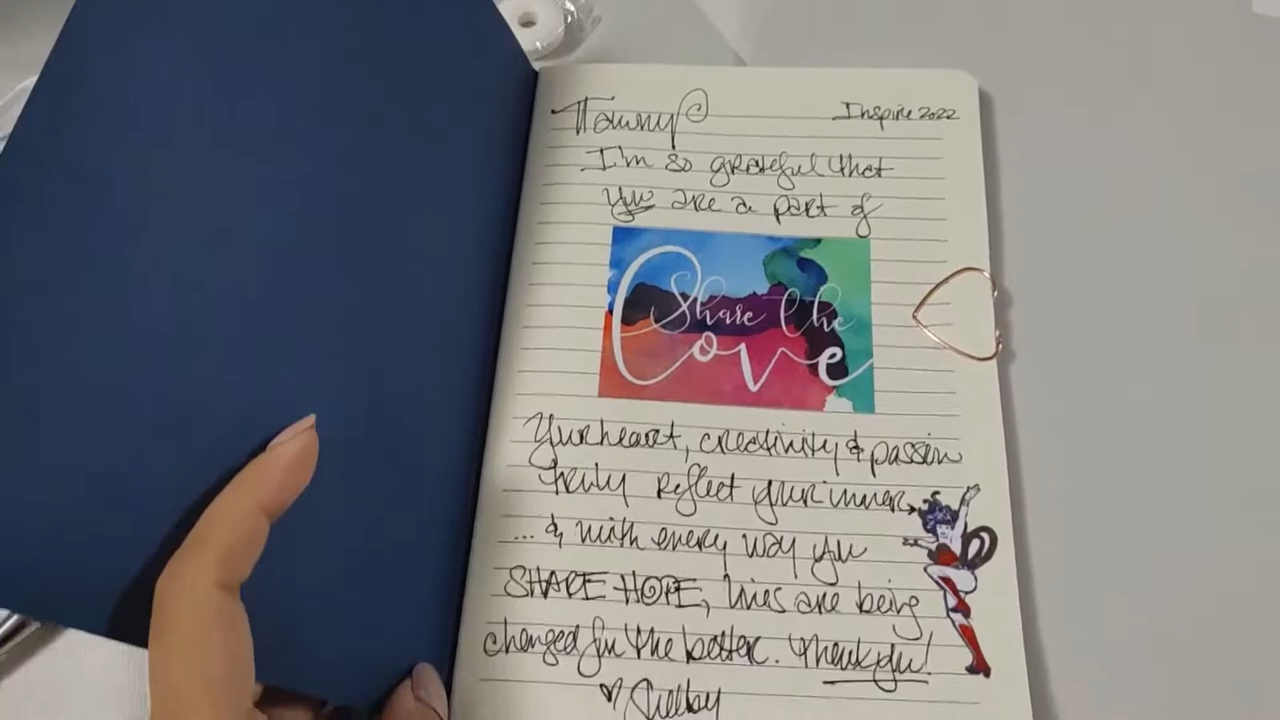 Tawny
Inspire 2022
I'm so grateful that
you are a part of
Share the
Love
Your heart, creativity & passion
truly reflect your inner
... & with every way you
SHARE HOPE, lives are being
changed for the better. Thank you!
♡ Shelby